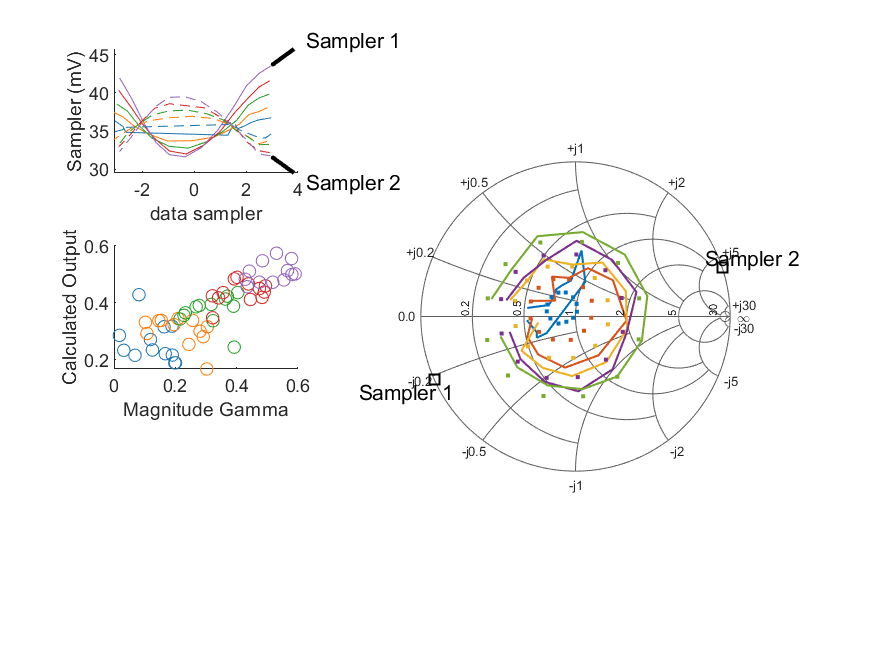 Sampler 1
Sampler (mV)
45
40
35
30
-2
0
2
4
data sampler
Sampler 2
Calculated Output
0.6
0.4
0.2
0
0.2
0.4
0.6
Magnitude Gamma
+j1
+j0.5
+j2
+j0.2
+j5
Sampler 2
0.0
0.2
0.5
1
2
5
30
+j30
∞
-j30
-j0.2
-j5
Sampler 1
-j0.5
-j2
-j1